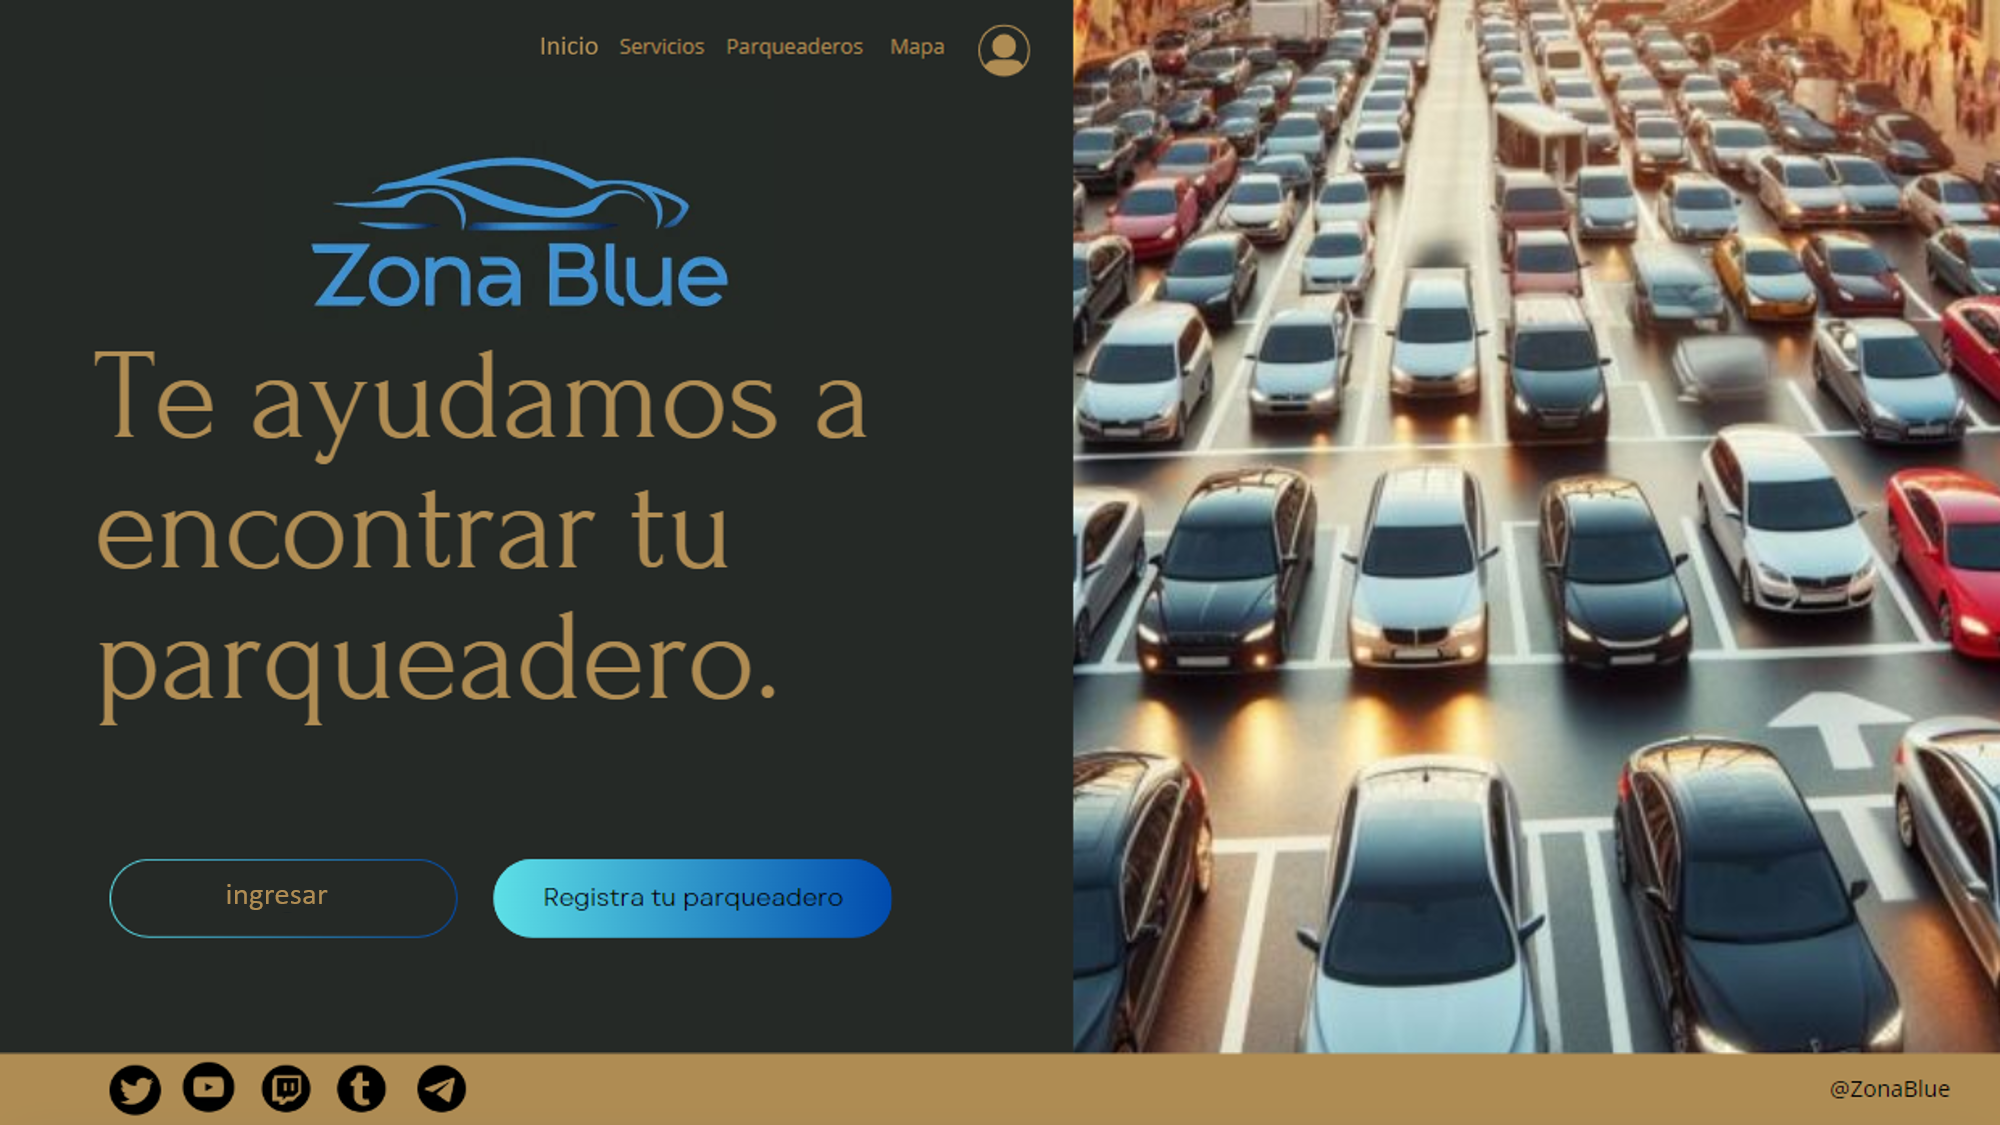 Inicio Servicios Parqueaderos Mapa
Zona Blue
Te ayudamos a
encontrar tu
parqueadero.
ingresar
Registra tu parqueadero
@ZonaBlue